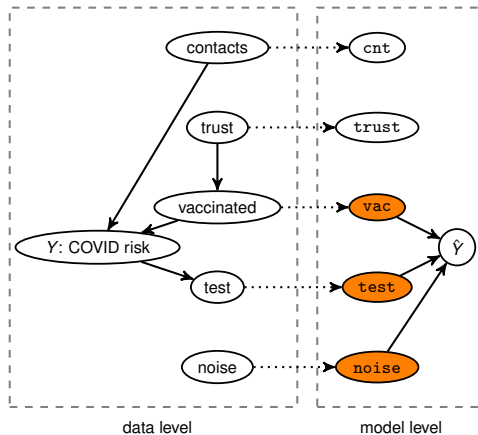 contacts
cnt
trust
trust
vaccinated
vac
Y: COVID risk
Ŷ
test
test
noise
noise
data level
model level